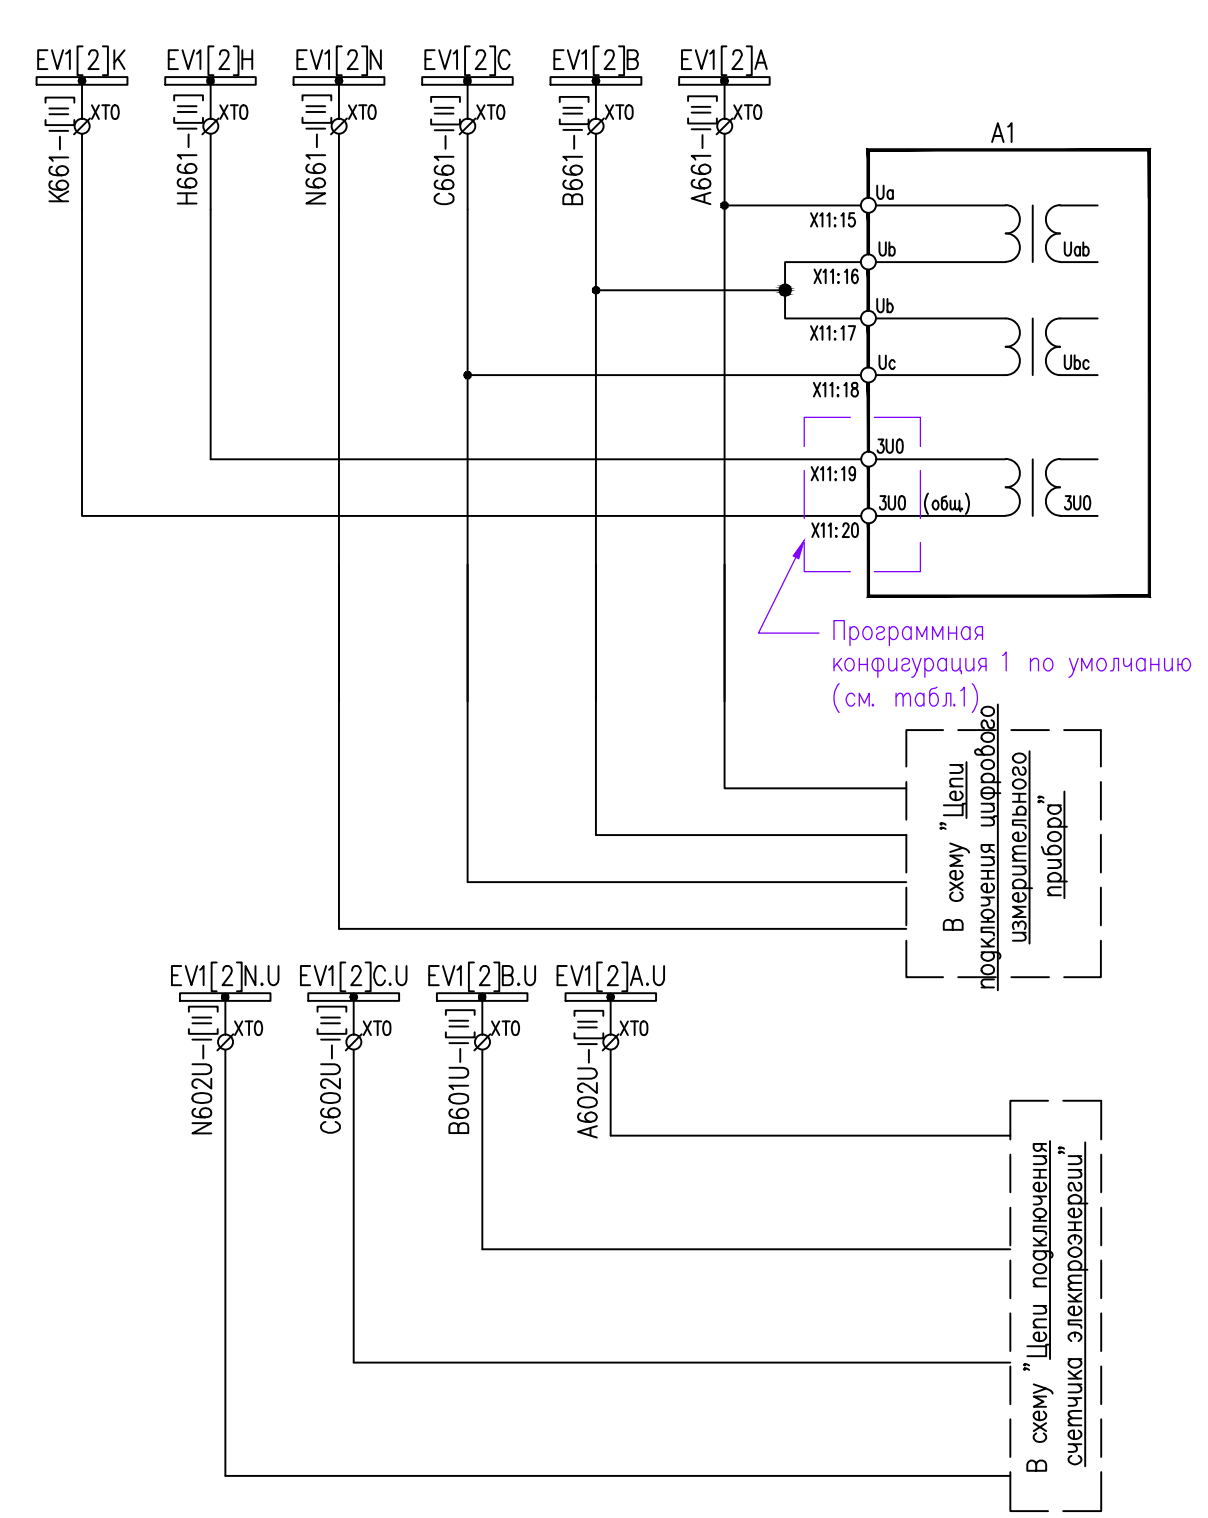 EV1[2]K EV1[2]H EV1[2]N EV1[2]C EV1[2]B EV1[2]A
XT0 XT0 XT0 XT0 XT0 XT0
K661-I[II] H661-I[II] N661-I[II] C661-I[II] B661-I[II] A661-I[II]
A1
Ua
X11:15
Ub
Uab
X11:16
Ub
X11:17
Uc
Ubc
X11:18
3U0
X11:19
3U0 (общ.)
3U0
X11:20
Программная
конфигурация 1 по умолчанию
(см. табл.1)
В схему "Цепи
подключения цифрового
измерительного
прибора"
EV1[2]N.U EV1[2]C.U EV1[2]B.U EV1[2]A.U
XT0 XT0 XT0 XT0
N602U-I[II] C602U-I[II] B601U-I[II] A602U-I[II]
В схему "Цепи подключения
счетчика электроэнергии"